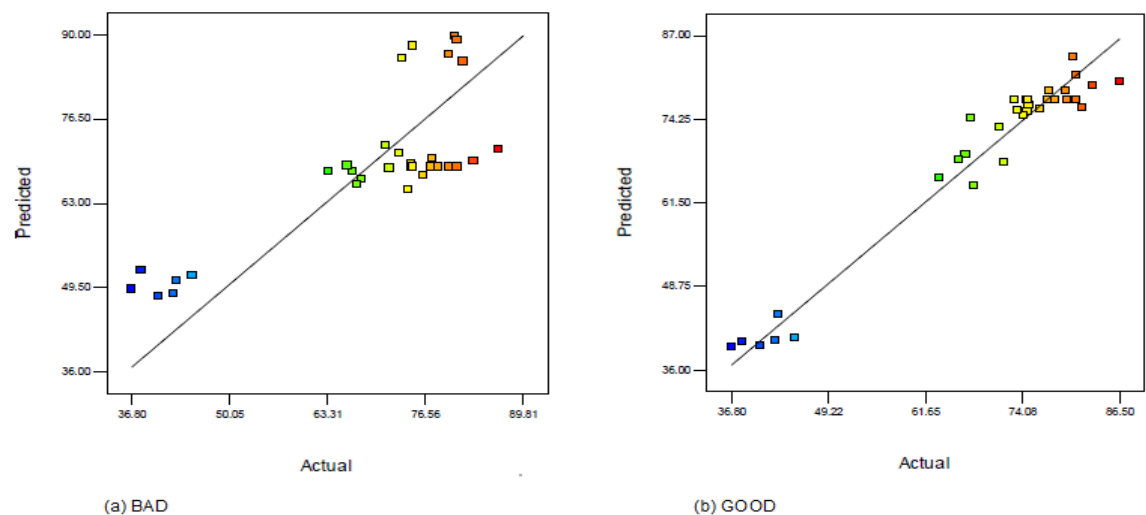 90.00
76.50
63.00
49.50
36.00
Predicted
36.80 50.05 63.31 76.56 89.81
Actual
(a) BAD
87.00
74.25
61.50
48.75
36.00
Predicted
36.80 49.22 61.65 74.08 86.50
Actual
(b) GOOD